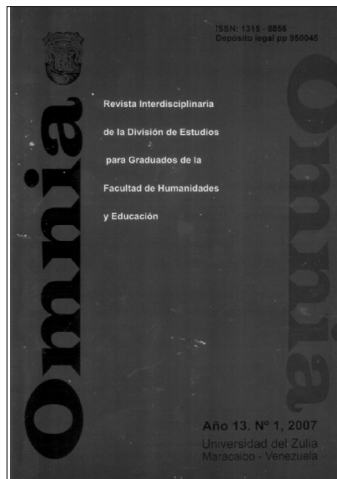 ISSN: 1315 - 8856
Depósito legal pp 950045
Omnia
Omnia
Revista Interdisciplinaria
de la División de Estudios
para Graduados de la
Facultad de Humanidades
y Educación
Año 13. Nº 1, 2007
Universidad del Zulia
Maracaibo - Venezuela